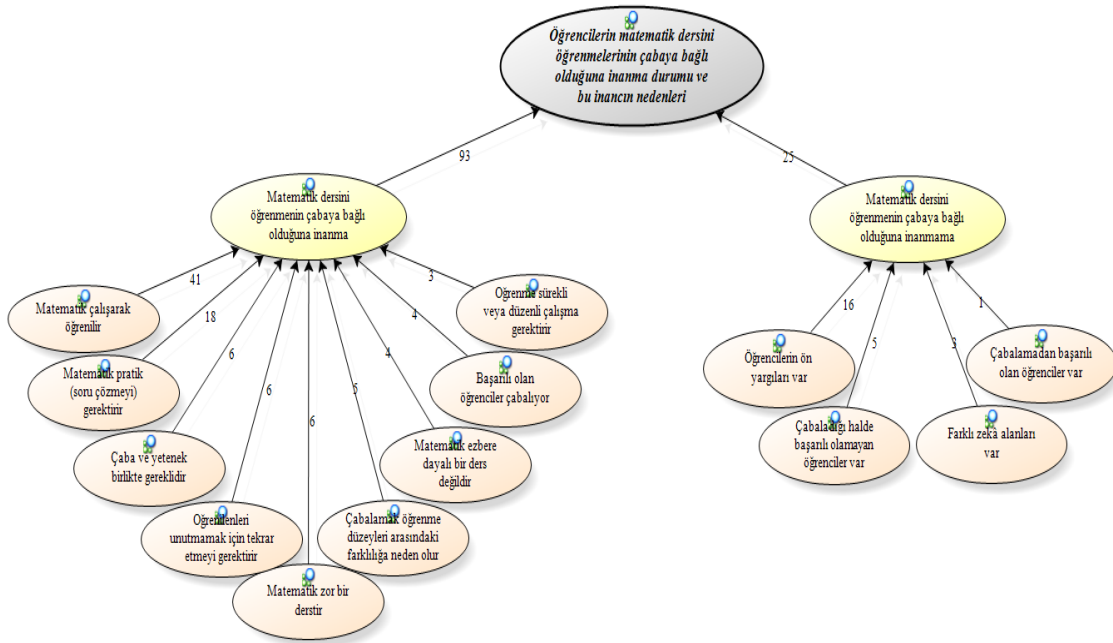 Öğrencilerin matematik dersini
öğrenmelerinin çabaya bağlı
olduğuna inanma durumu ve
bu inancın nedenleri
93
25
Matematik dersini
öğrenmenin çabaya bağlı
olduğuna inanma
Matematik dersini
öğrenmenin çabaya bağlı
olduğuna inanmama
41
18
6
6
6
5
4
4
3
16
5
3
1
Matematik çalışarak
öğrenilir
Matematik pratik
(soru çözmeyi)
gerektirir
Çaba ve yetenek
birlikte gereklidir
Öğrenilenleri
unutmamak için tekrar
etmeyi gerektirir
Matematik zor bir
derstir
Çabalamak öğrenme
düzeyleri arasındaki
farklılığa neden olur
Matematik ezbere
dayalı bir ders
değildir
Başarılı olan
öğrenciler çabalıyor
Öğrenme sürekli
veya düzenli çalışma
gerektirir
Öğrencilerin ön
yargıları var
Çabaladığı halde
başarılı olamayan
öğrenciler var
Farklı zeka alanları
var
Çabalamadan başarılı
olan öğrenciler var